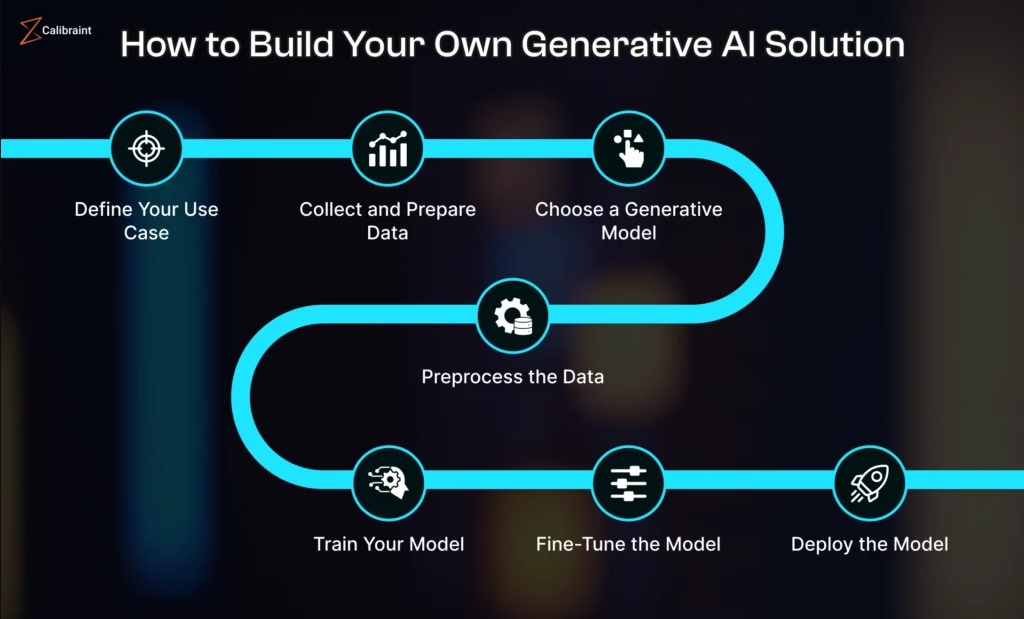 Calibraint
How to Build Your Own Generative AI Solution
Define Your Use
Case
Collect and Prepare
Data
Choose a Generative
Model
Preprocess the Data
Train Your Model
Fine-Tune the Model
Deploy the Model